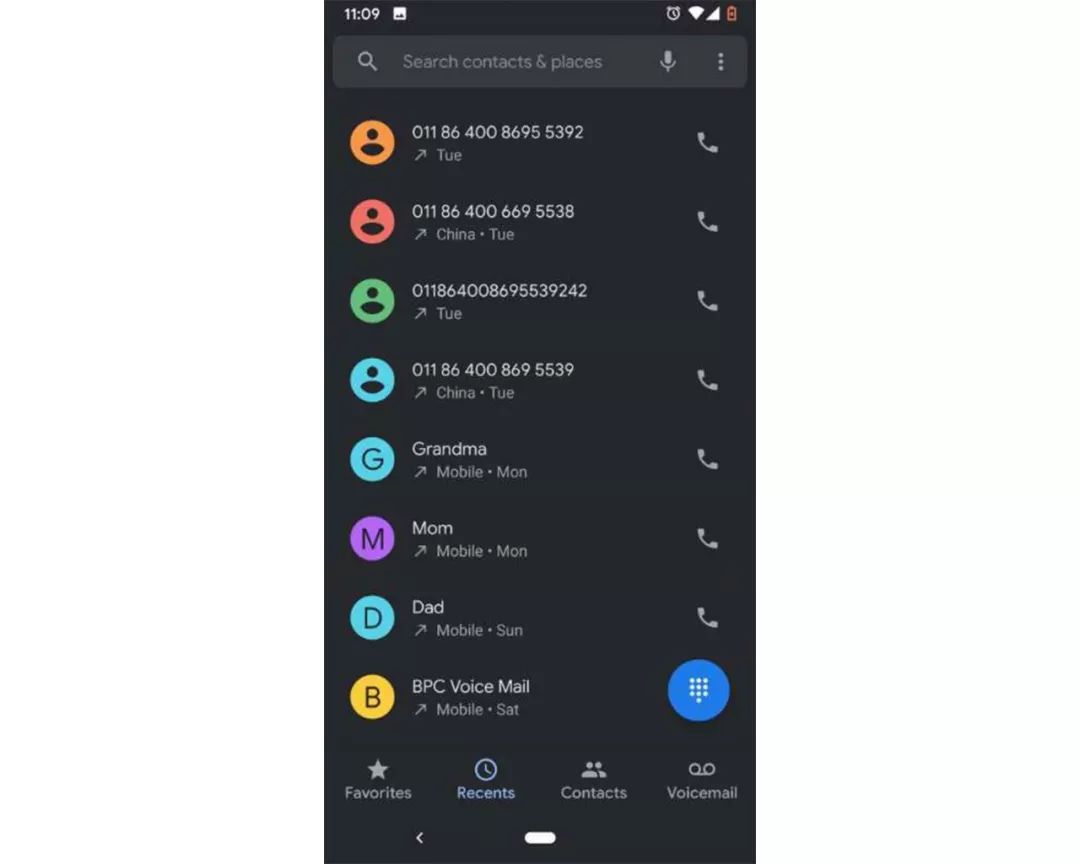 11:09
Search contacts & places
011 86 400 8695 5392
Tue
011 86 400 669 5538
China • Tue
011864008695539242
Tue
011 86 400 869 5539
China • Tue
G
Grandma
Mobile • Mon
M
Mom
Mobile • Mon
D
Dad
Mobile • Sun
B
BPC Voice Mail
Mobile • Sat
Favorites Recents Contacts Voicemail